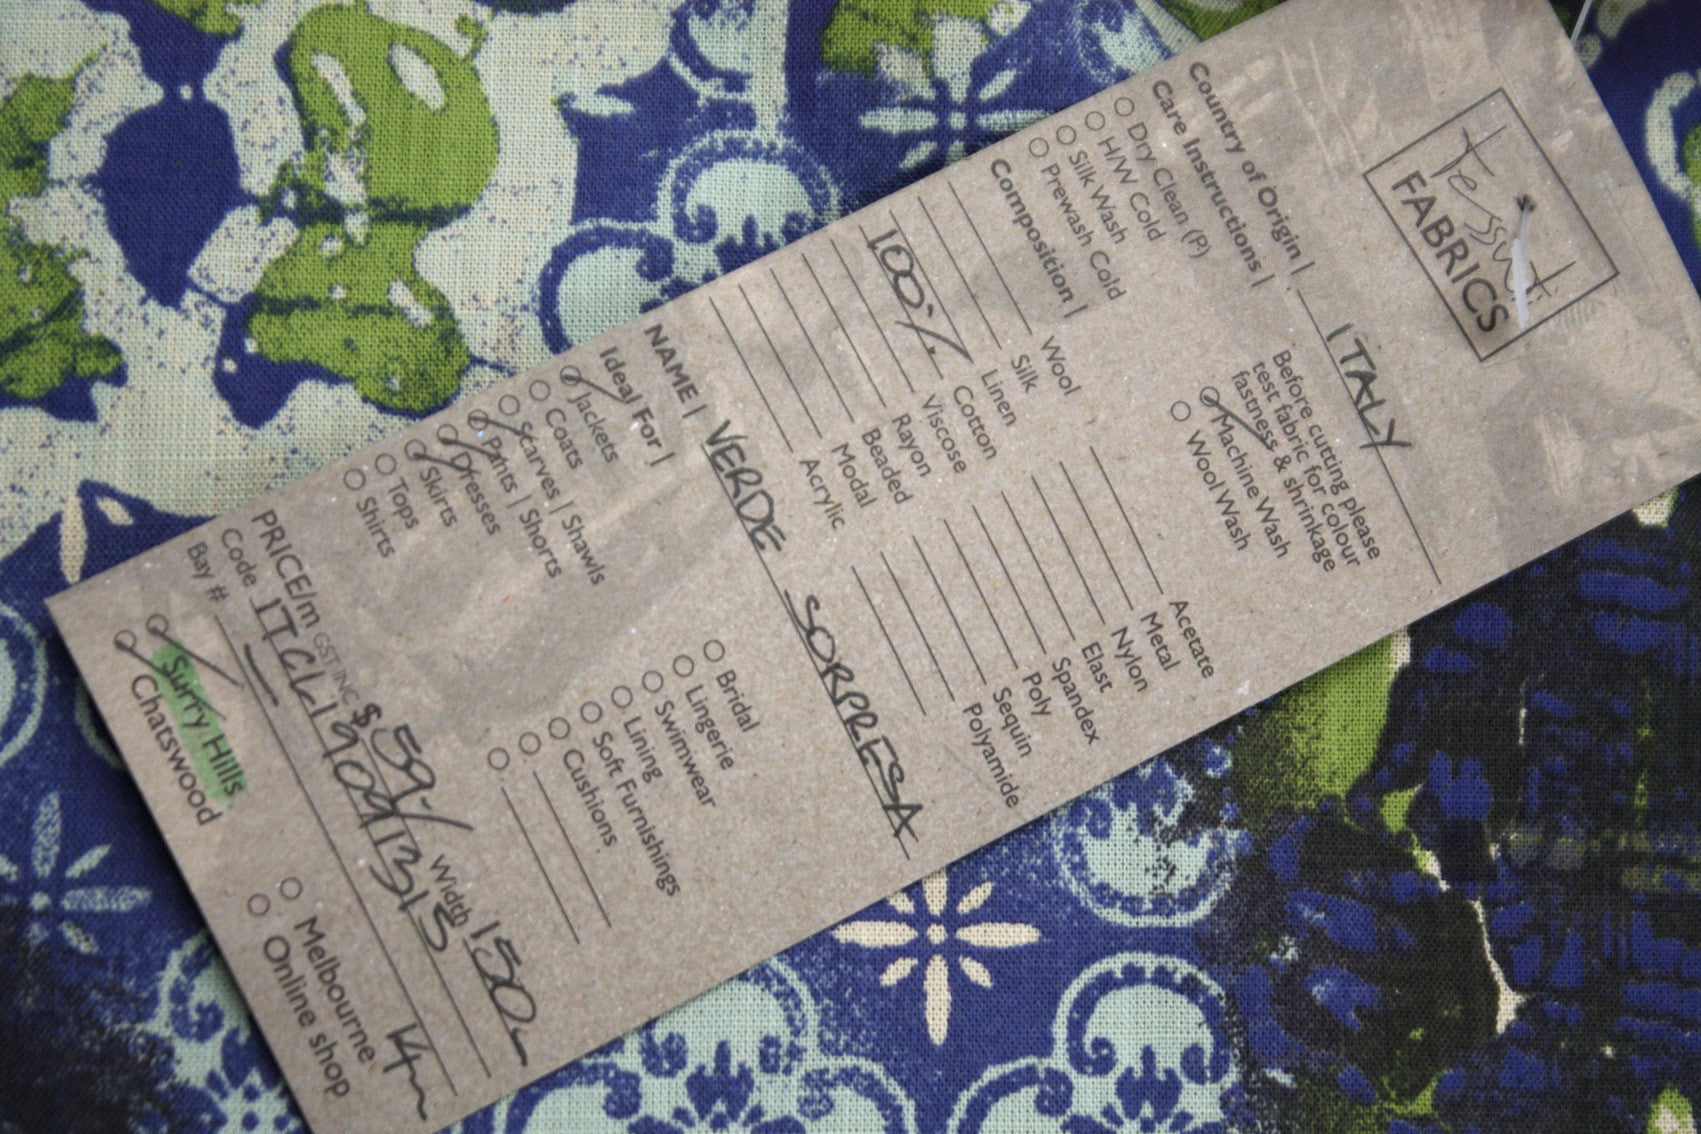 Tessuti
FABRICS
Country of Origin | ITALY
Care Instructions |
Dry Clean (P)
H/W Cold
Silk Wash
Prewash Cold
Before cutting please
test fabric for colour
fastness & shrinkage
Machine Wash
Wool Wash
Composition |
Wool
Silk
100% Linen
Cotton
Viscose
Rayon
Beaded
Modal
Acrylic
Acetate
Metal
Nylon
Elast
Spandex
Poly
Sequin
Polyamide
NAME | VERDE SORPRESA
Ideal For |
Jackets
Coats
Scarves | Shawls
Pants | Shorts
Dresses
Skirts
Tops
Shirts
Bridal
Lingerie
Swimwear
Lining
Soft Furnishings
Cushions
PRICE/m GST INC $59- Width 150
Code
Bay # 14m
Surry Hills
Chatswood
Melbourne
Online shop